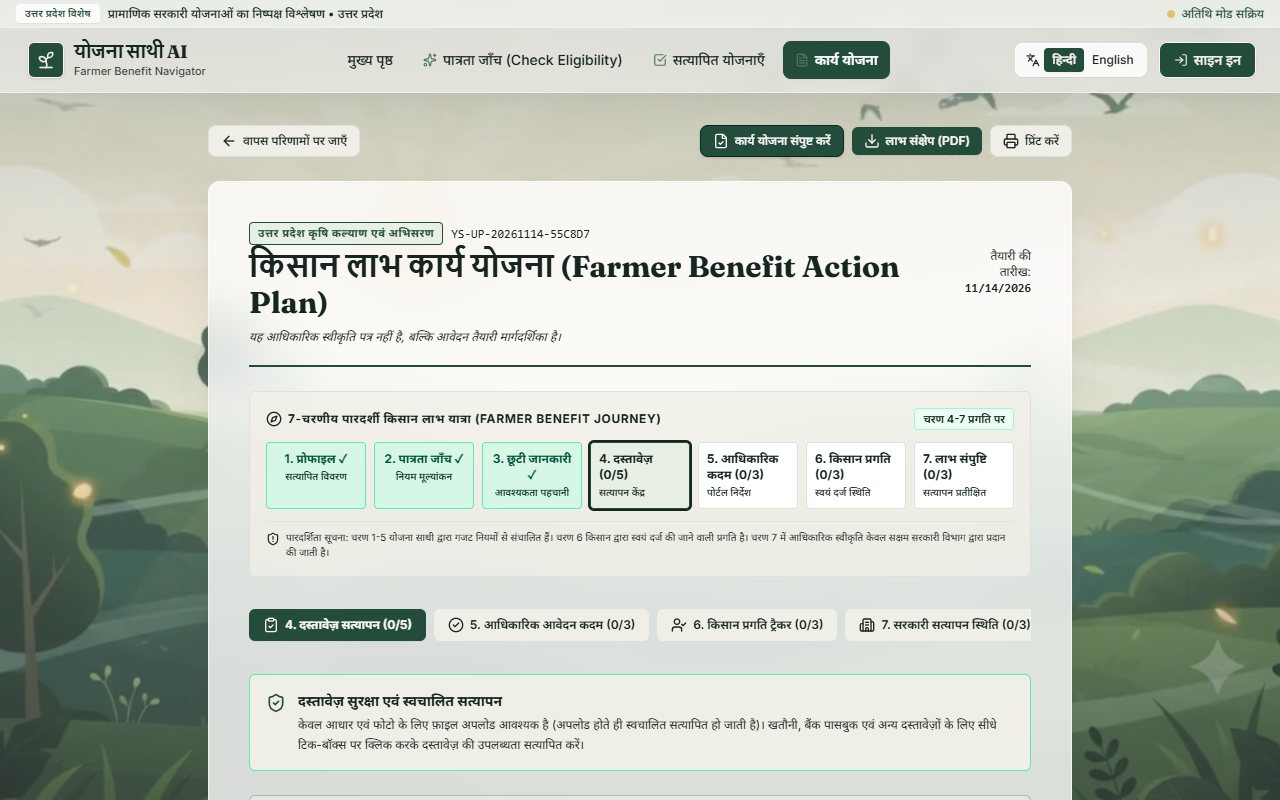 उत्तर प्रदेश विशेष प्रामाणिक सरकारी योजनाओं का निष्पक्ष विश्लेषण • उत्तर प्रदेश
अतिथि मोड सक्रिय
योजना साथी AI
Farmer Benefit Navigator
मुख्य पृष्ठ
पात्रता जाँच (Check Eligibility)
सत्यापित योजनाएँ
कार्य योजना
हिन्दी English
साइन इन
वापस परिणामों पर जाएँ
कार्य योजना संपुष्ट करें
लाभ संक्षेप (PDF)
प्रिंट करें
उत्तर प्रदेश कृषि कल्याण एवं अभिसरण YS-UP-20261114-55C8D7
किसान लाभ कार्य योजना (Farmer Benefit Action
Plan)
तैयारी की
तारीख:
11/14/2026
यह आधिकारिक स्वीकृति पत्र नहीं है, बल्कि आवेदन तैयारी मार्गदर्शिका है।
7-चरणीय पारदर्शी किसान लाभ यात्रा (FARMER BENEFIT JOURNEY)
चरण 4-7 प्रगति पर
1. प्रोफाइल ✓
सत्यापित विवरण
2. पात्रता जाँच ✓
नियम मूल्यांकन
3. छूटी जानकारी
✓
आवश्यकता पहचानी
4. दस्तावेज़
(0/5)
सत्यापन केंद्र
5. आधिकारिक
कदम (0/3)
पोर्टल निर्देश
6. किसान प्रगति
(0/3)
स्वयं दर्ज स्थिति
7. लाभ संपुष्टि
(0/3)
सत्यापन प्रतीक्षित
पारदर्शिता सूचना: चरण 1-5 योजना साथी द्वारा गजट नियमों से संचालित हैं। चरण 6 किसान द्वारा स्वयं दर्ज की जाने वाली प्रगति है। चरण 7 में आधिकारिक स्वीकृति केवल सक्षम सरकारी विभाग द्वारा प्रदान
की जाती है।
4. दस्तावेज़ सत्यापन (0/5)
5. आधिकारिक आवेदन कदम (0/3)
6. किसान प्रगति ट्रैकर (0/3)
7. सरकारी सत्यापन स्थिति (0/3)
दस्तावेज़ सुरक्षा एवं स्वचालित सत्यापन
केवल आधार एवं फोटो के लिए फ़ाइल अपलोड आवश्यक है (अपलोड होते ही स्वचालित सत्यापित हो जाती है)। खतौनी, बैंक पासबुक एवं अन्य दस्तावेज़ों के लिए सीधे
टिक-बॉक्स पर क्लिक करके दस्तावेज़ की उपलब्धता सत्यापित करें।